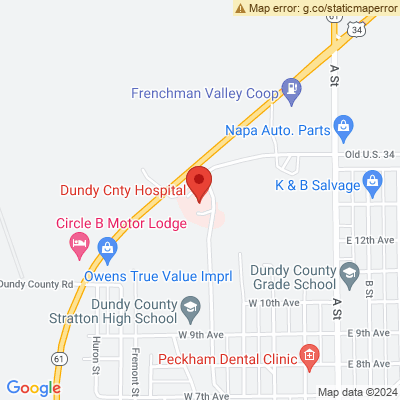 Map error: g.co/staticmaperror
61
34
A St
Frenchman Valley Coop
Napa Auto. Parts
Old U.S. 34
Dundy Cnty Hospital
K & B Salvage
Circle B Motor Lodge
E 12th Ave
Owens True Value Imprl
Dundy County Rd
Dundy County
Grade School
B St
Dundy County
Stratton High School
W 10th Ave
A St
W 9th Ave
E 9th Ave
Huron St
Fremont St
61
Peckham Dental Clinic
E 8th Ave
Google
W 7th Ave
Map data ©2024